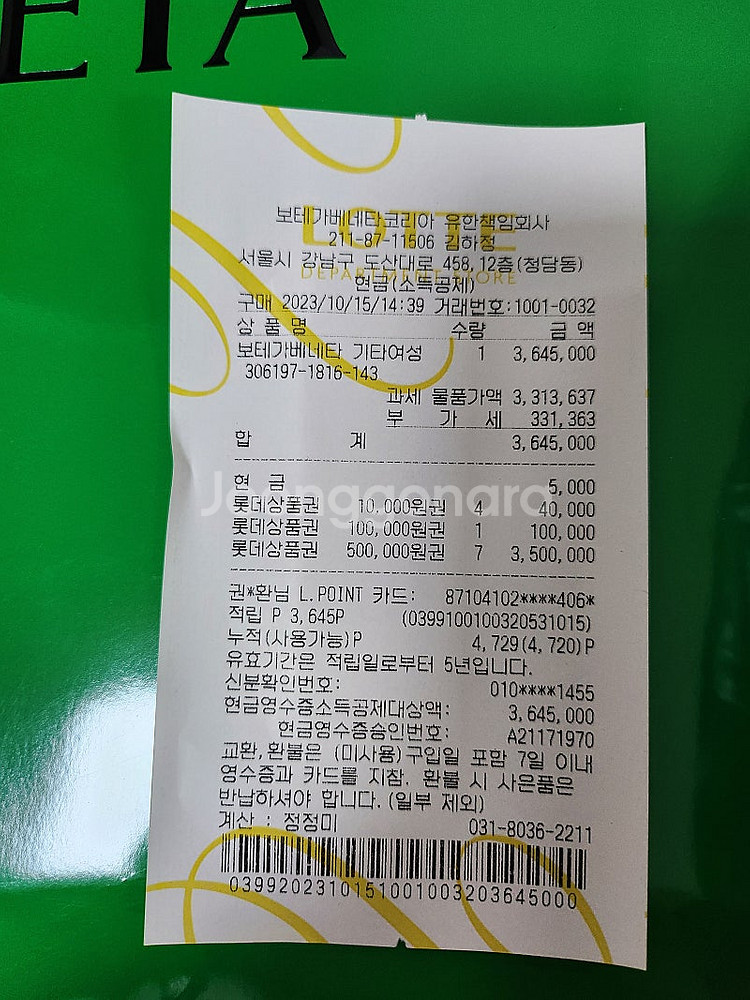 ETA
LOTTE
DEPARTMENT STORE
보테가베네타코리아 유한책임회사
211-87-11506 김하정
서울시 강남구 도산대로 458, 12층(청담동)
현금(소득공제)
구매 2023/10/15/14:39 거래번호:1001-0032
상 품 명 수량 금 액
보테가베네타 기타여성 1 3,645,000
306197-1816-143
과세 물품가액 3,313,637
부 가 세 331,363
합 계 3,645,000
현 금 5,000
롯데상품권 10,000원권 4 40,000
롯데상품권 100,000원권 1 100,000
롯데상품권 500,000원권 7 3,500,000
Joonggonara
권*환님 L.POINT 카드: 87104102****406*
적립 P 3,645P (0399100100320531015)
누적(사용가능)P 4,729(4,720)P
유효기간은 적립일로부터 5년입니다.
신분확인번호: 010****1455
현금영수증소득공제대상액: 3,645,000
현금영수증승인번호: A21171970
교환,환불은 (미사용)구입일 포함 7일 이내
영수증과 카드를 지참. 환불 시 사은품은
반납하셔야 합니다.(일부 제외)
계산 : 정정미 031-8036-2211
0399202310151001003203645000